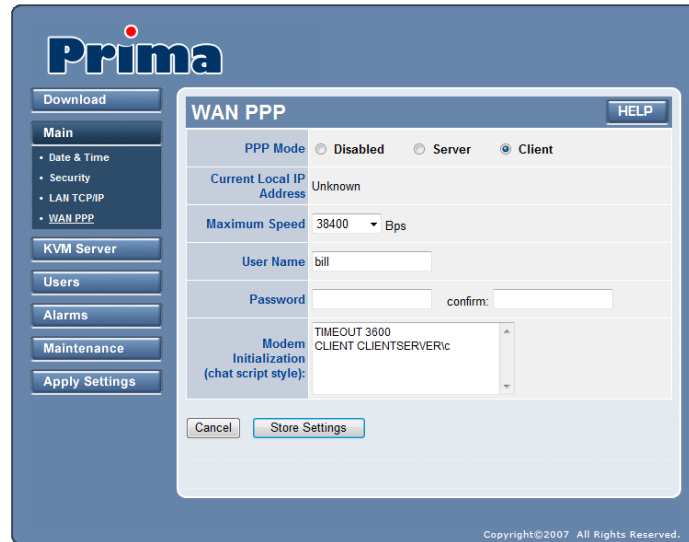 Prima
Download
Main
• Date & Time
• Security
• LAN TCP/IP
• WAN PPP
KVM Server
Users
Alarms
Maintenance
Apply Settings
WAN PPP
HELP
PPP Mode Disabled Server Client
Current Local IP
Address Unknown
Maximum Speed 38400 Bps
User Name bill
Password confirm:
Modem
Initialization
(chat script style):
TIMEOUT 3600
CLIENT CLIENTSERVER\c
Cancel Store Settings
Copyright©2007 All Rights Reserved.